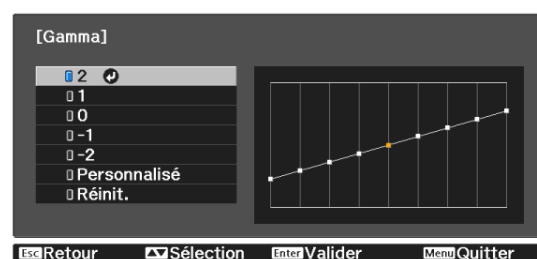 [Gamma]
2
1
0
-1
-2
Personnalisé
Réinit.
Esc Retour Sélection Enter Valider Menu Quitter